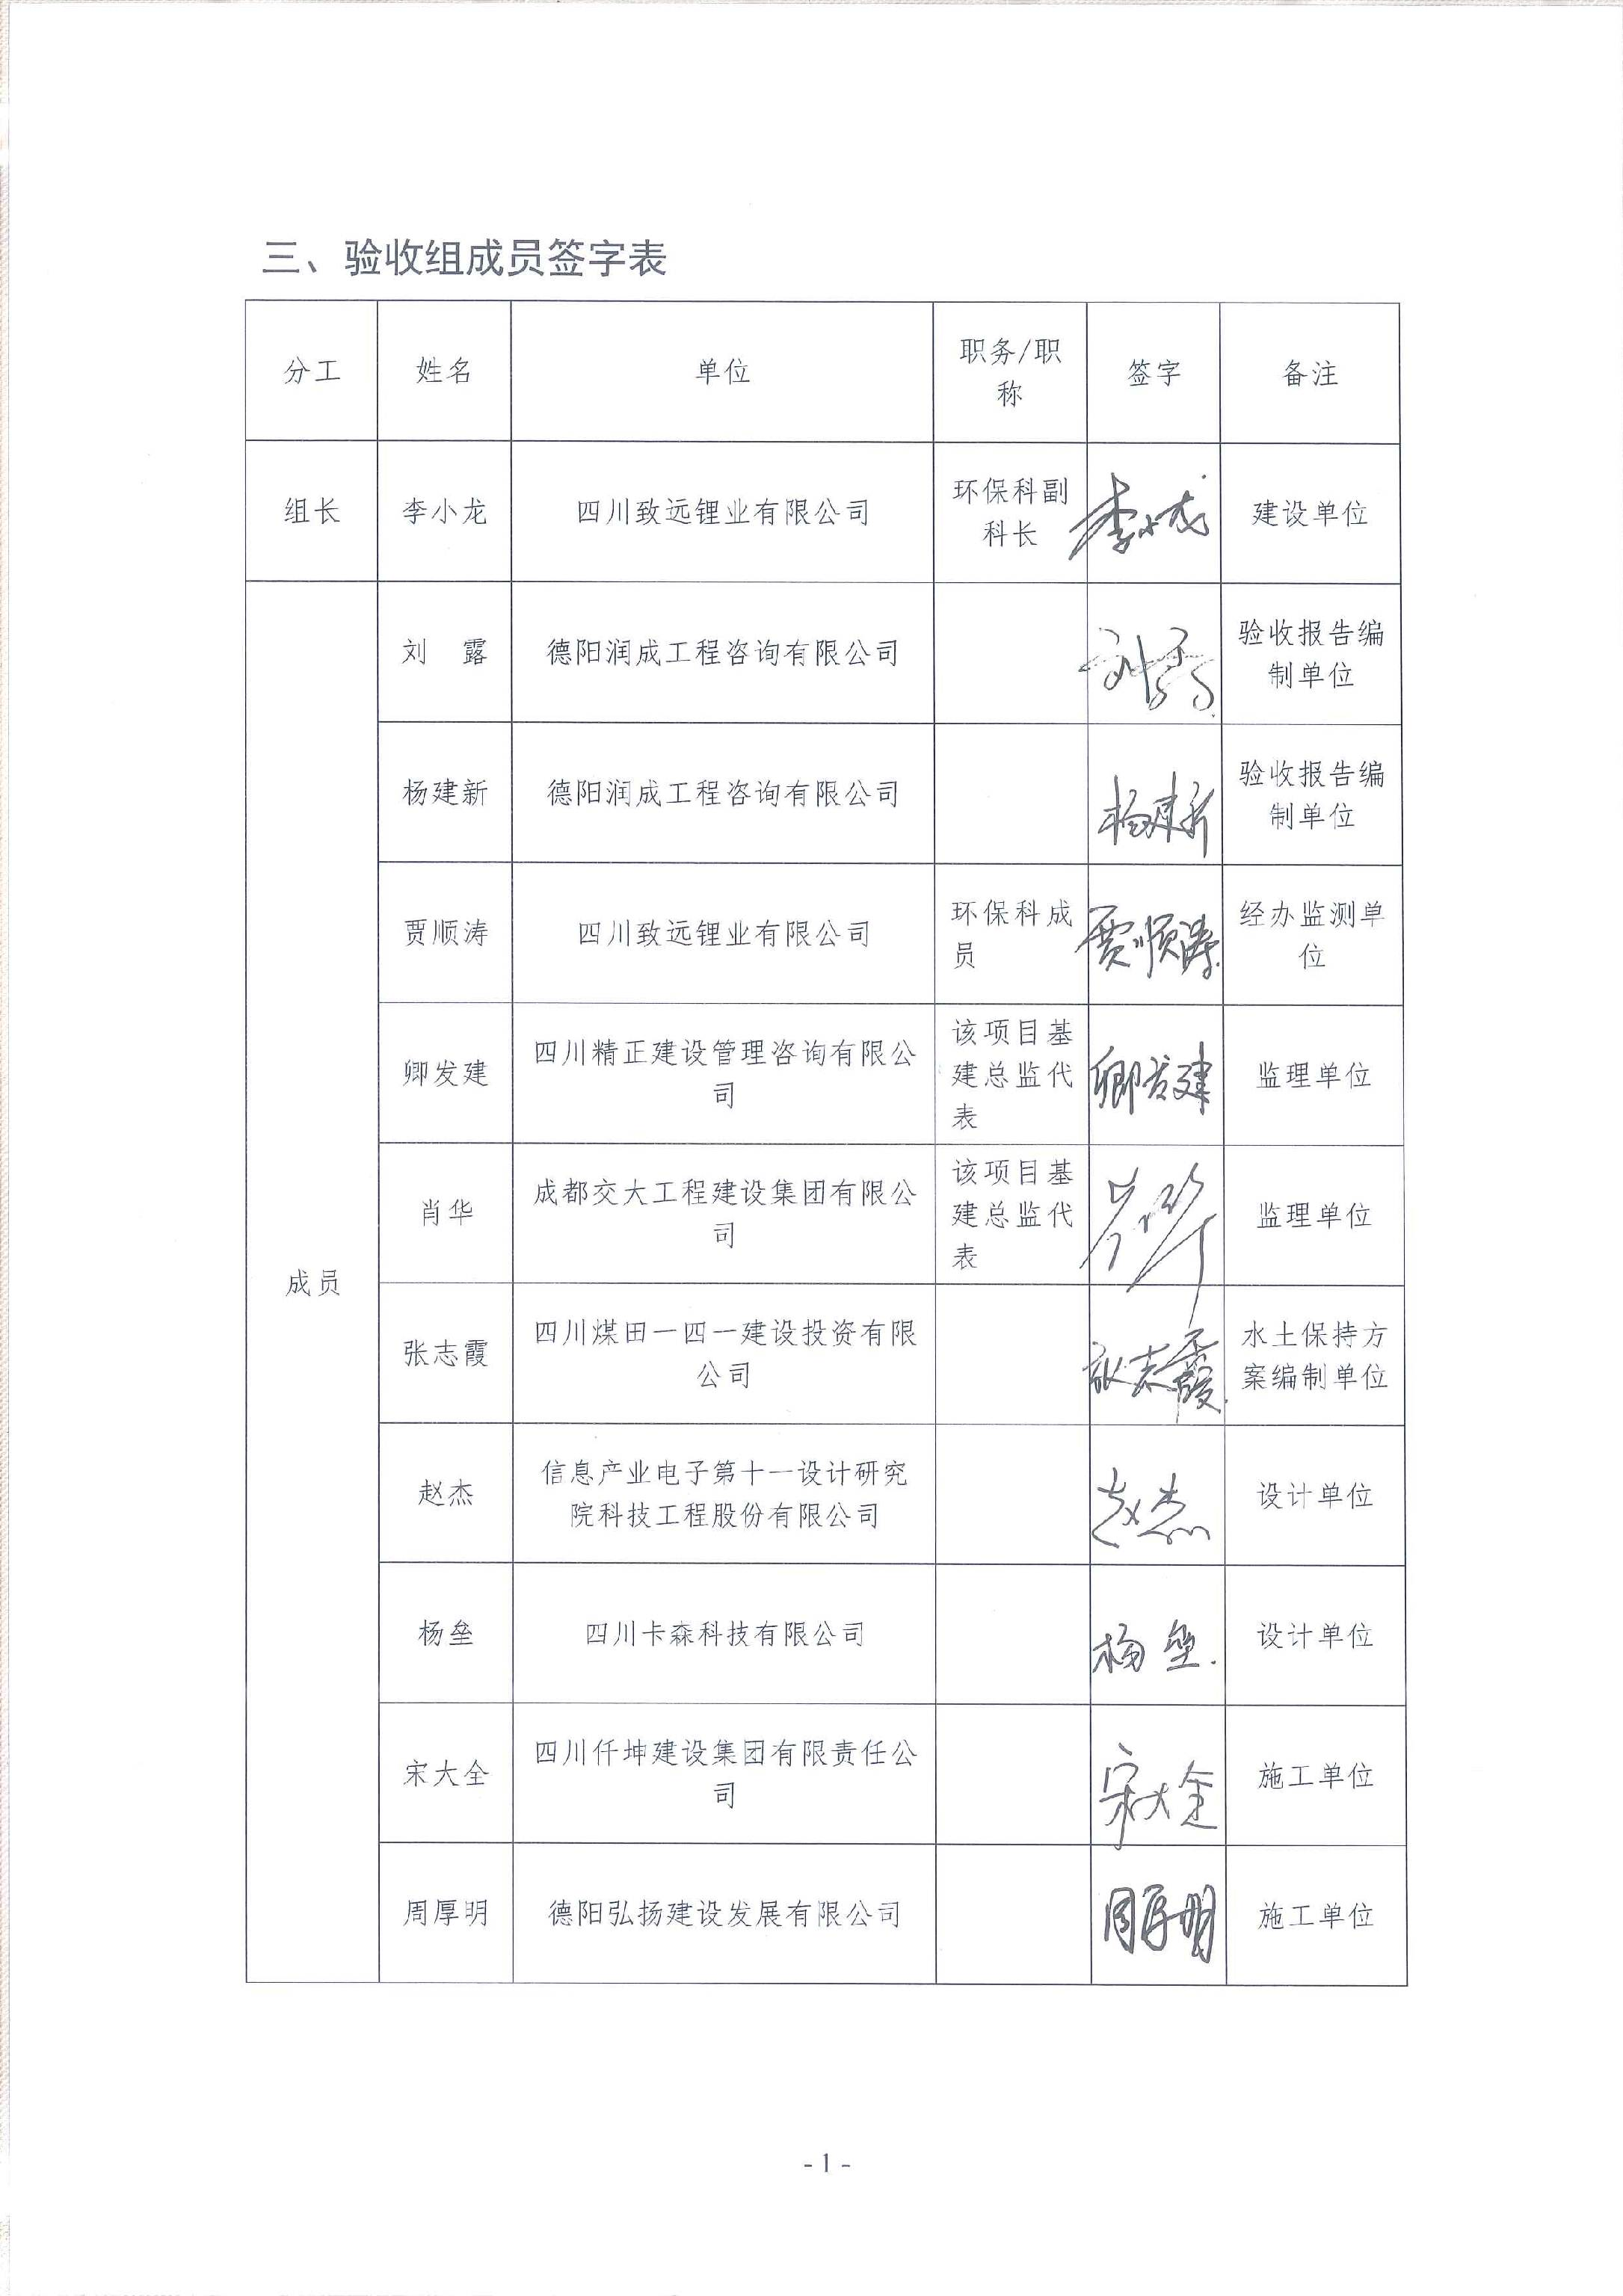 三、验收组成员签字表
分工 姓名 单位 职务/职 签字 备注
称
组长 李小龙 四川致远锂业有限公司 环保科副 李小龙 建设单位
科长
成员
刘 露 德阳润成工程咨询有限公司 刘露 验收报告编
制单位
杨建新 德阳润成工程咨询有限公司 杨建新 验收报告编
制单位
贾顺涛 四川致远锂业有限公司 环保科成 贾顺涛 经办监测单
员 位
卿发建 四川精正建设管理咨询有限公 该项目基 卿发建 监理单位
司 建总监代
表
肖华 成都交大工程建设集团有限公 该项目基 肖华 监理单位
司 建总监代
表
张志霞 四川煤田一四一建设投资有限 张志霞 水土保持方
公司 案编制单位
赵杰 信息产业电子第十一设计研究 赵杰 设计单位
院科技工程股份有限公司
杨垒 四川卡森科技有限公司 杨垒 设计单位
宋大全 四川仟坤建设集团有限责任公 宋大全 施工单位
司
周厚明 德阳弘扬建设发展有限公司 周厚明 施工单位
- 1 -